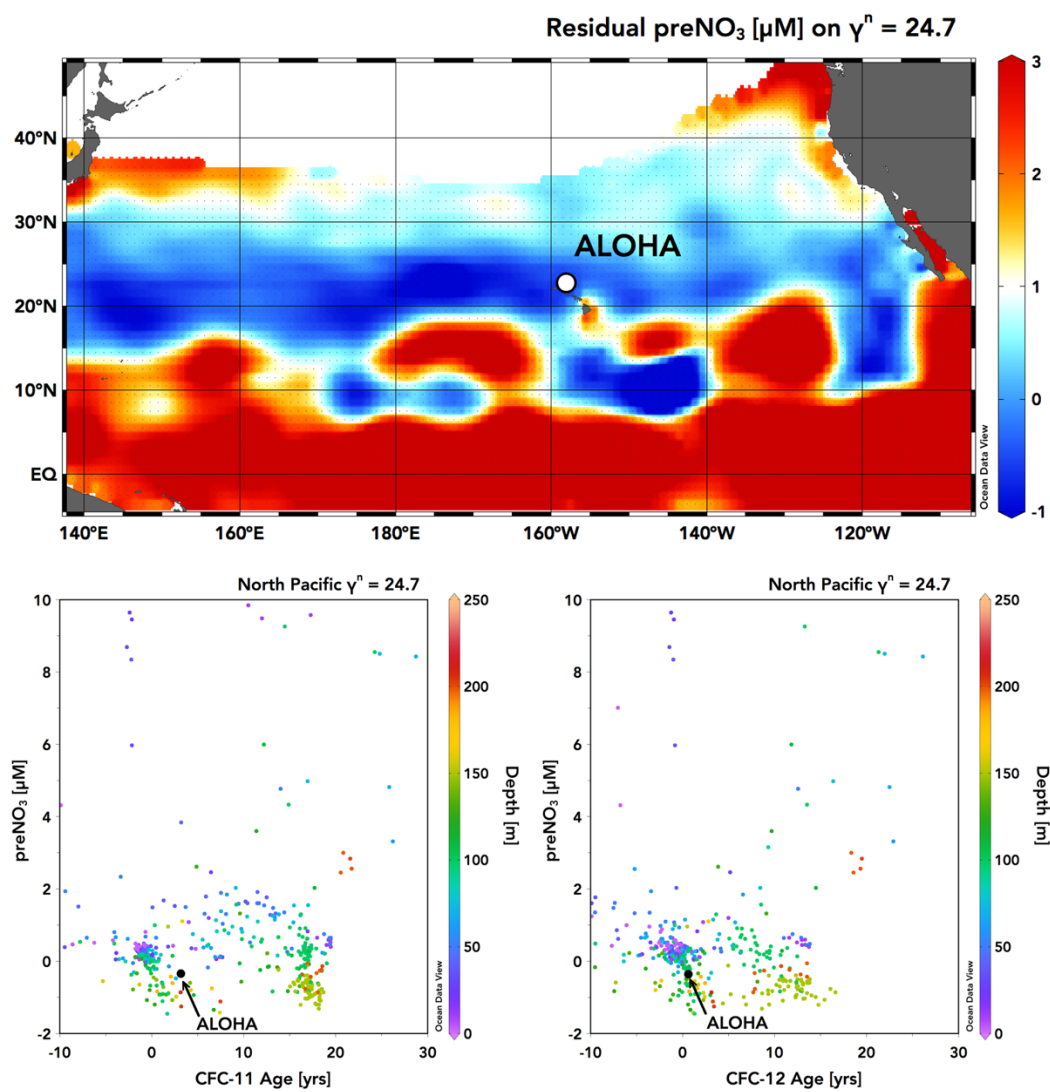 Residual preNO₃ [µM] on γⁿ = 24.7
40°N
30°N
20°N
10°N
EQ
140°E
160°E
180°E
160°W
140°W
120°W
ALOHA
Ocean Data View
3
2
1
0
-1
North Pacific γⁿ = 24.7
preNO₃ [µM]
10
8
6
4
2
0
-2
-10
0
10
20
30
CFC-11 Age [yrs]
ALOHA
Ocean Data View
250
200
150
100
50
0
Depth [m]
North Pacific γⁿ = 24.7
preNO₃ [µM]
10
8
6
4
2
0
-2
-10
0
10
20
30
CFC-12 Age [yrs]
ALOHA
Ocean Data View
250
200
150
100
50
0
Depth [m]